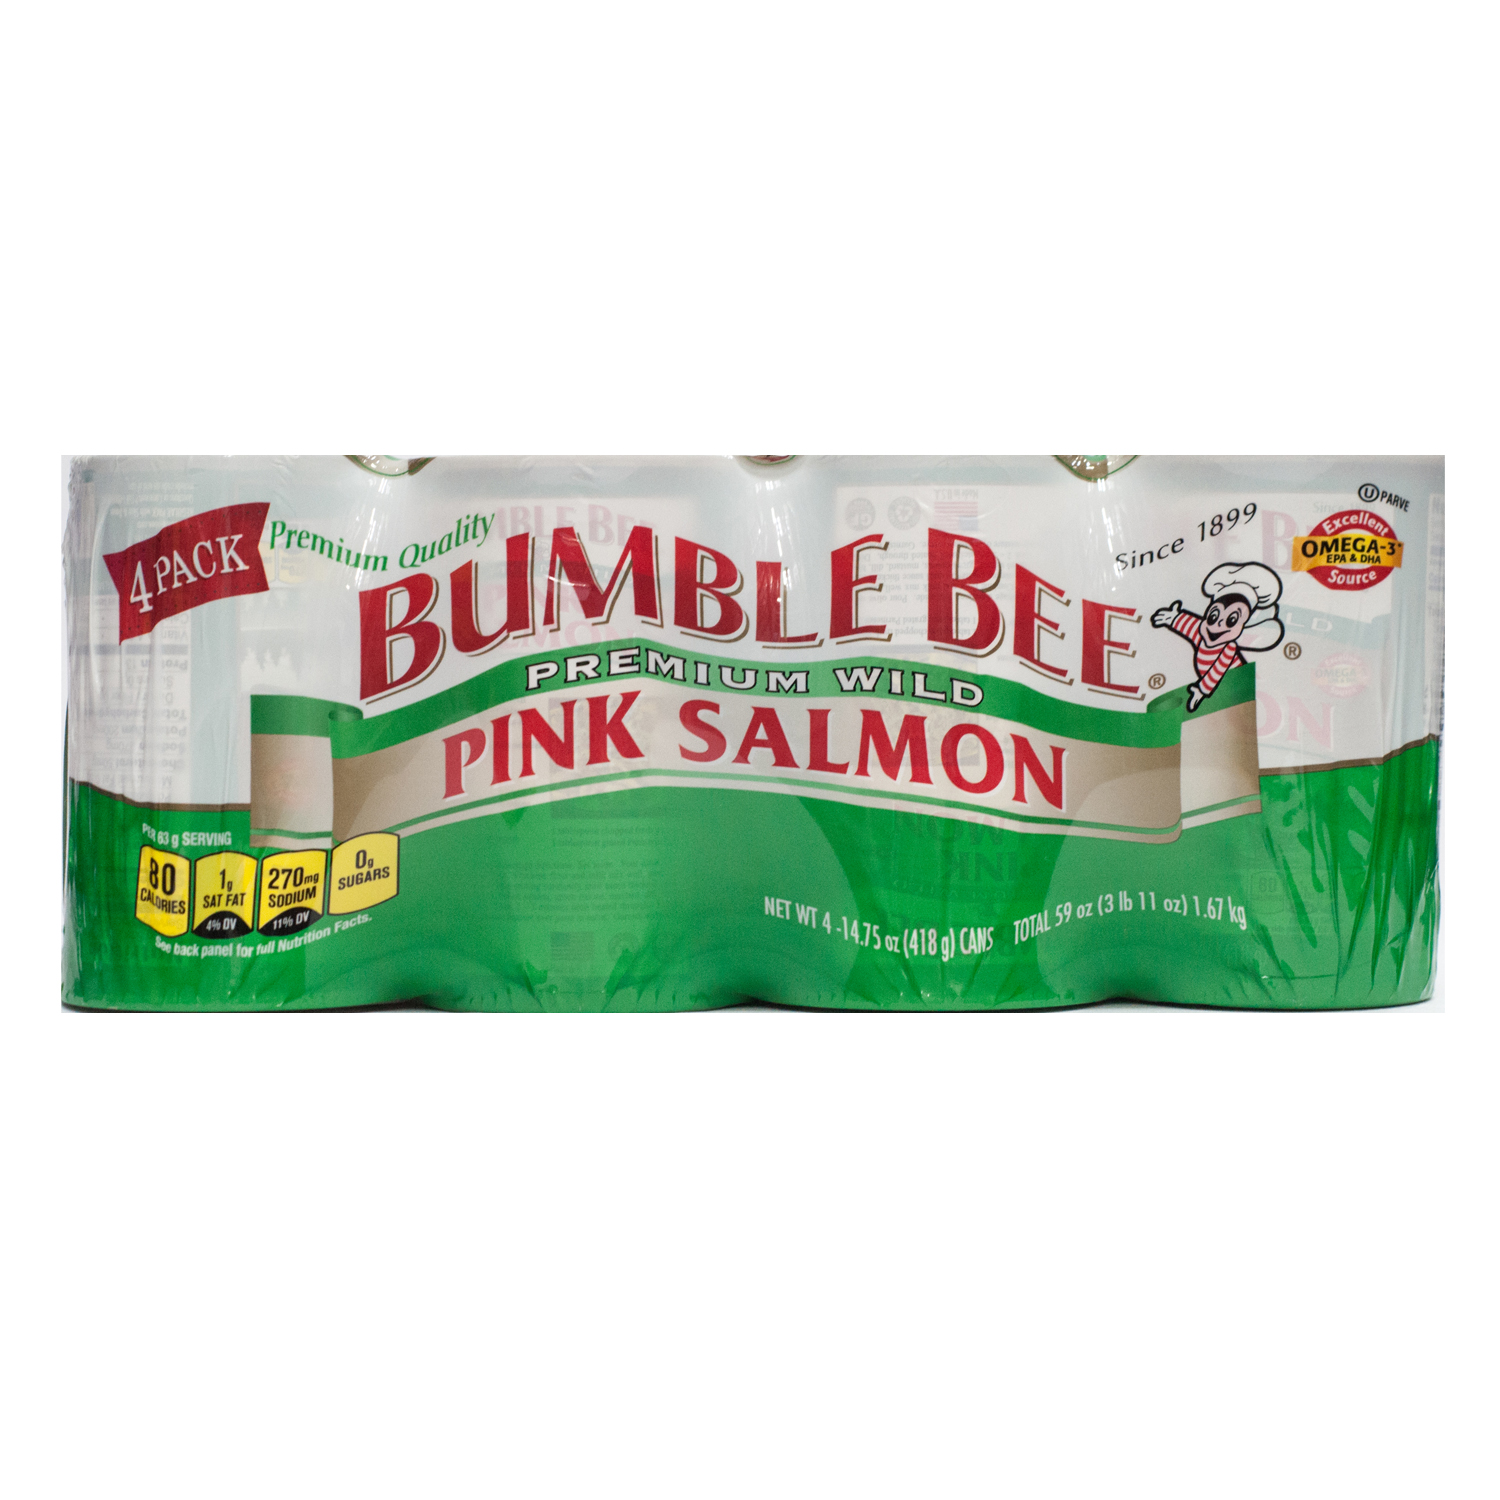 4 PACK
Premium Quality
BUMBLE BEE®
Since 1899
U PARVE
Excellent
OMEGA-3*
EPA & DHA
Source
®
PREMIUM WILD
PINK SALMON
PER 63 g SERVING
80
CALORIES
1g
SAT FAT
4% DV
270mg
SODIUM
11% DV
0g
SUGARS
See back panel for full Nutrition Facts.
NET WT 4 -14.75 oz (418 g) CANS TOTAL 59 oz (3 lb 11 oz) 1.67 kg